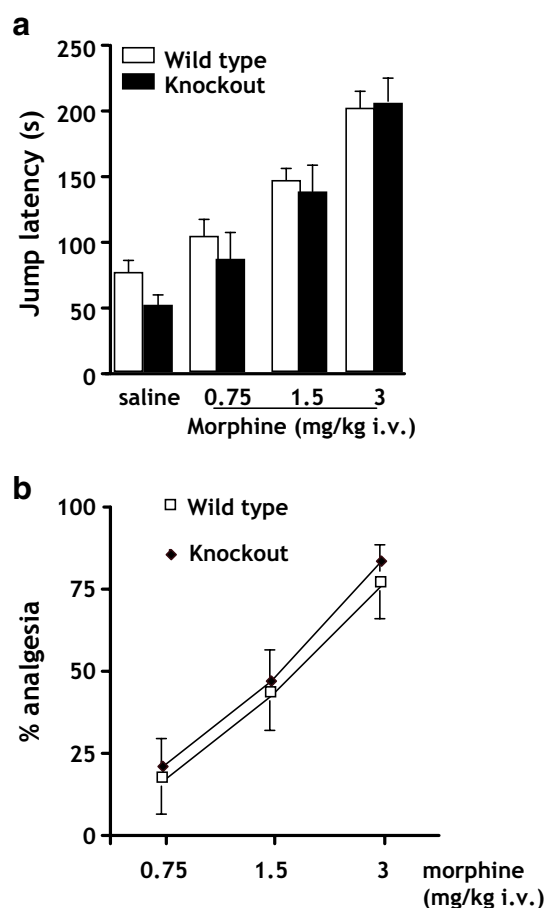 a
Jump latency (s)
250
200
150
100
50
0
Wild type
Knockout
saline 0.75 1.5 3
Morphine (mg/kg i.v.)
b
% analgesia
100
75
50
25
0
Wild type
Knockout
0.75 1.5 3 morphine
(mg/kg i.v.)